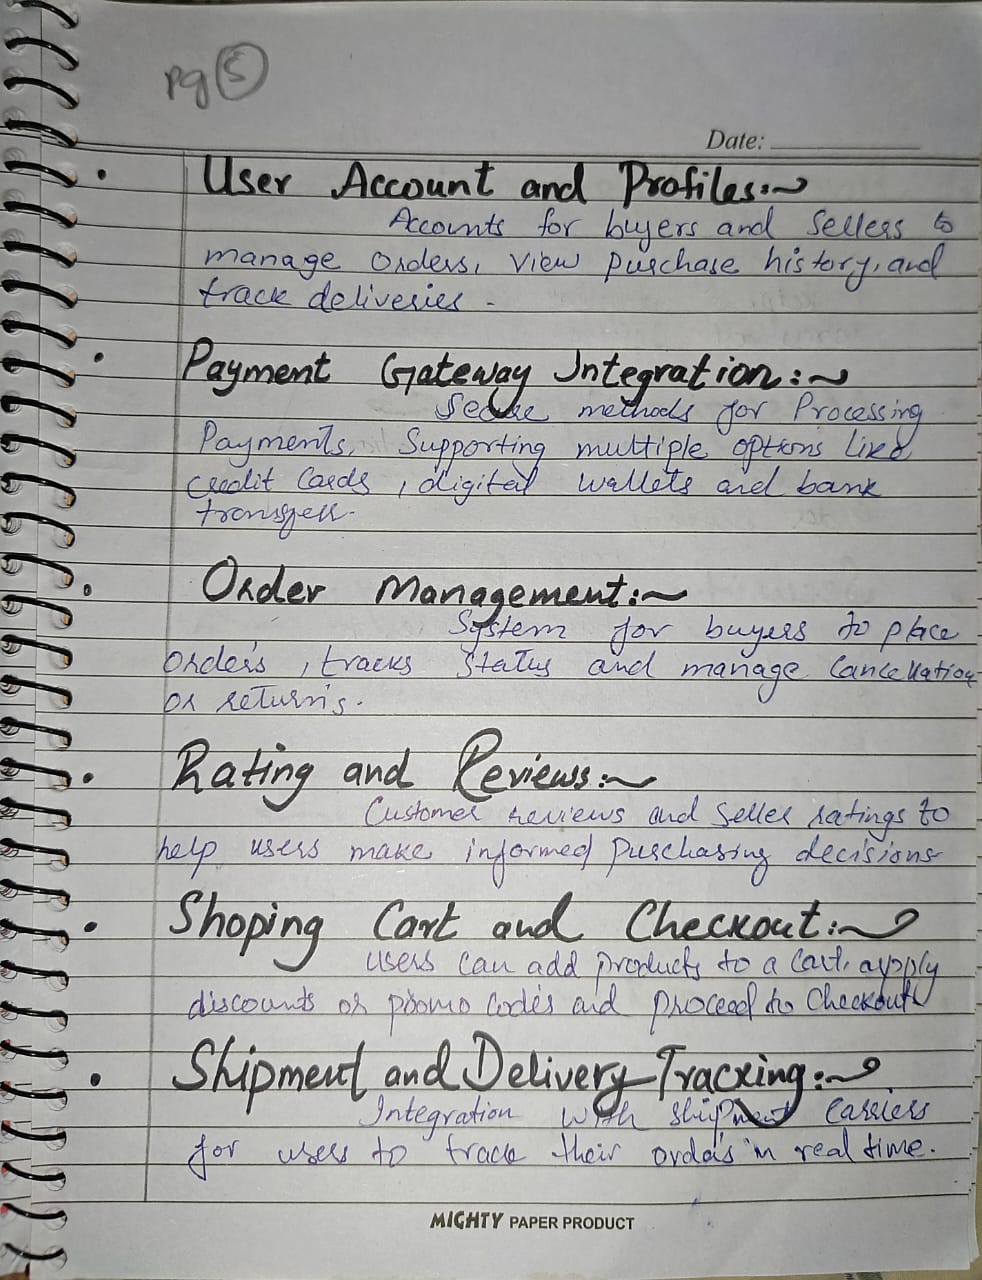 pg 5
Date:
• User Account and Profiles:~
Accounts for buyers and Sellers to
manage orders, view purchase history, and
track deliveries -
• Payment Gateway Integration:~
Secure methods for Processing
Payments, Supporting multiple options like
credit Cards, digital wallets and bank
transfer.
• Order Management:~
System for buyers to place
orders, tracks status and manage Cancellation
or returns.
• Rating and Reviews:~
Customer reviews and seller ratings to
help users make informed purchasing decisions
• Shoping Cart and Checkout:~
users can add products to a Cart, apply
discounts or promo Codes and proceed to Checkout
• Shipment and Delivery Tracking:~
Integration with shipment Carriers
for users to track their orders in real time.
MIGHTY PAPER PRODUCT